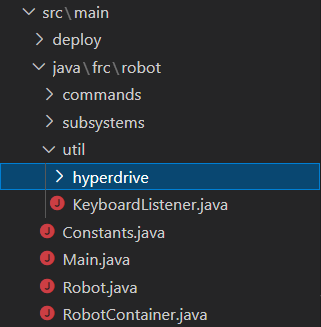 src\main
deploy
java\frc\robot
commands
subsystems
util
hyperdrive
KeyboardListener.java
Constants.java
Main.java
Robot.java
RobotContainer.java